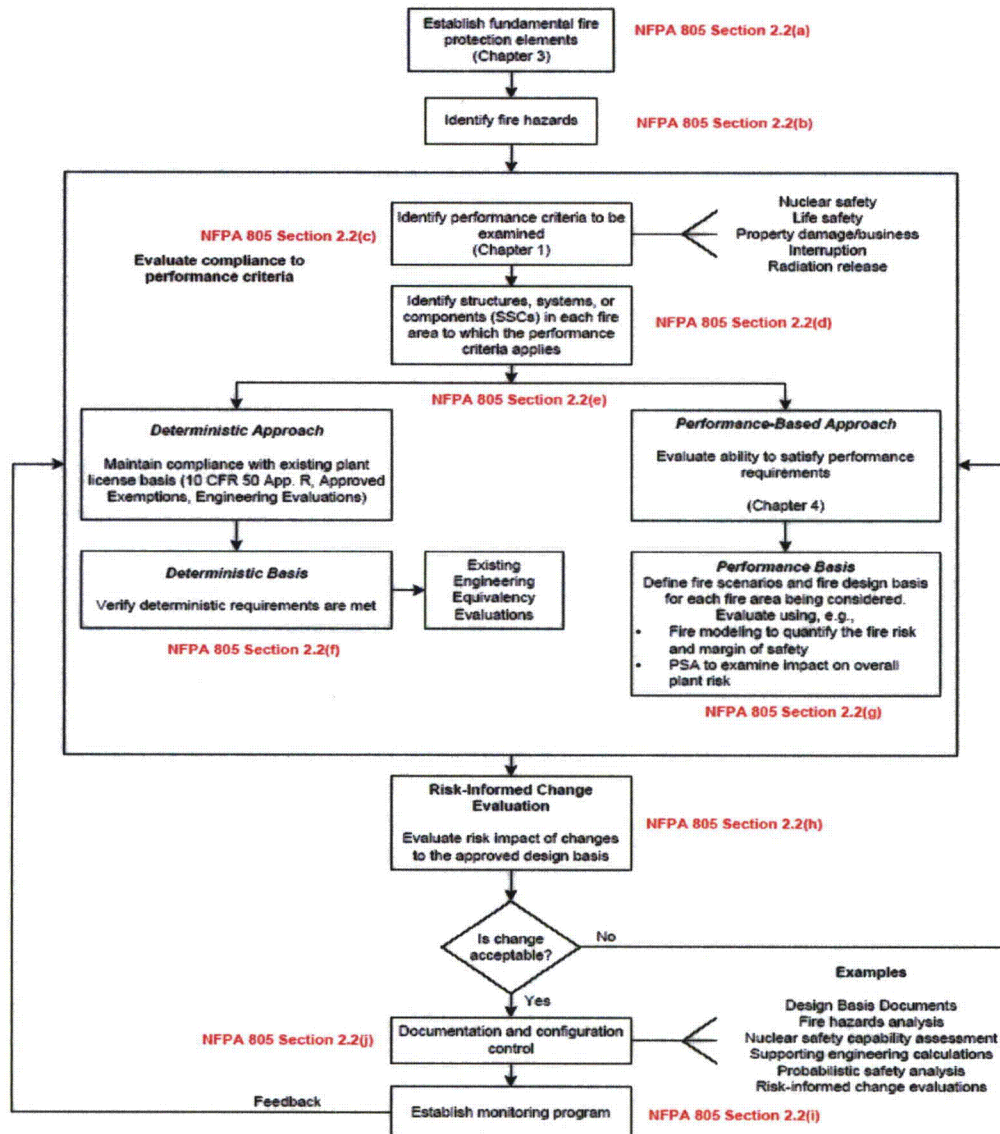 Establish fundamental fire
protection elements
(Chapter 3)
NFPA 805 Section 2.2(a)
Identify fire hazards
NFPA 805 Section 2.2(b)
NFPA 805 Section 2.2(c)
Evaluate compliance to
performance criteria
Identify performance criteria to be
examined
(Chapter 1)
Nuclear safety
Life safety
Property damage/business
Interruption
Radiation release
Identify structures, systems, or
components (SSCs) in each fire
area to which the performance
criteria applies
NFPA 805 Section 2.2(d)
NFPA 805 Section 2.2(e)
Deterministic Approach
Maintain compliance with existing plant
license basis (10 CFR 50 App. R, Approved
Exemptions, Engineering Evaluations)
Performance-Based Approach
Evaluate ability to satisfy performance
requirements
(Chapter 4)
Deterministic Basis
Verify deterministic requirements are met
Existing
Engineering
Equivalency
Evaluations
NFPA 805 Section 2.2(f)
Performance Basis
Define fire scenarios and fire design basis
for each fire area being considered.
Evaluate using, e.g.,
• Fire modeling to quantify the fire risk
and margin of safety
• PSA to examine impact on overall
plant risk
NFPA 805 Section 2.2(g)
Risk-Informed Change
Evaluation
Evaluate risk impact of changes
to the approved design basis
NFPA 805 Section 2.2(h)
Is change
acceptable?
No
Yes
NFPA 805 Section 2.2(j)
Documentation and configuration
control
Examples
Design Basis Documents
Fire hazards analysis
Nuclear safety capability assessment
Supporting engineering calculations
Probabilistic safety analysis
Risk-informed change evaluations
Feedback
Establish monitoring program
NFPA 805 Section 2.2(i)